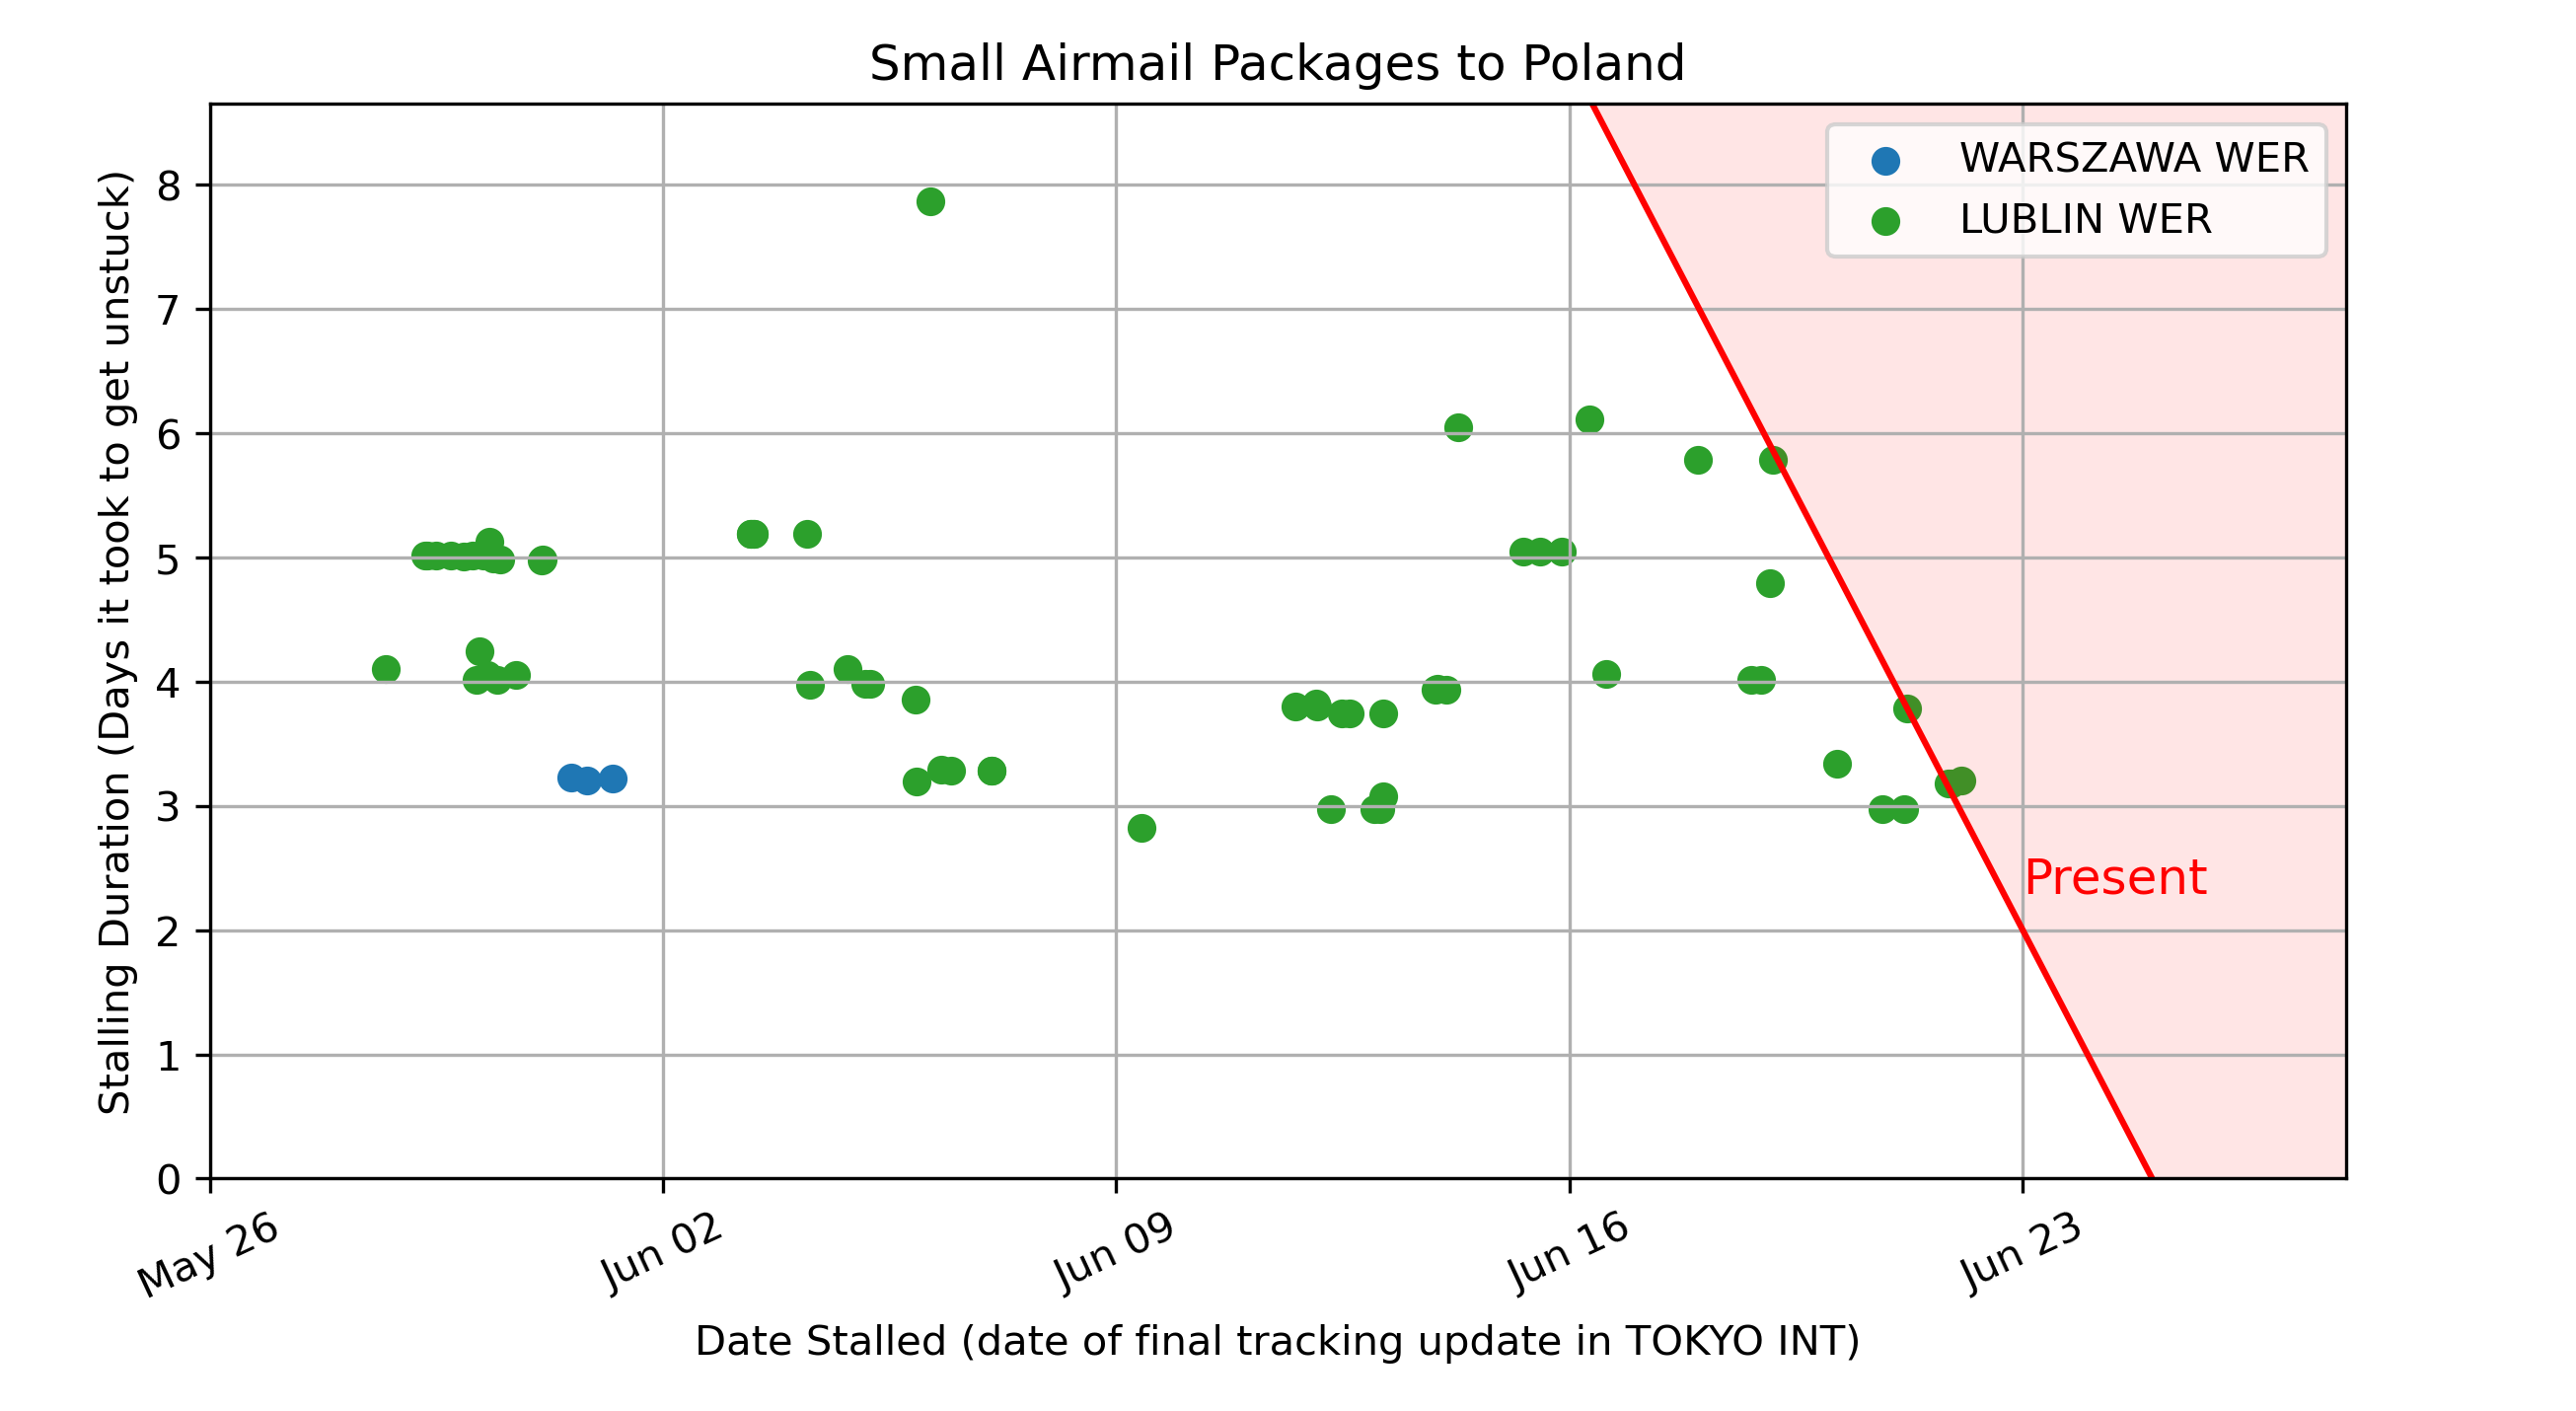 Small Airmail Packages to Poland
WARSZAWA WER
LUBLIN WER
Present
Stalling Duration (Days it took to get unstuck)
8
7
6
5
4
3
2
1
0
May 26
Jun 02
Jun 09
Jun 16
Jun 23
Date Stalled (date of final tracking update in TOKYO INT)